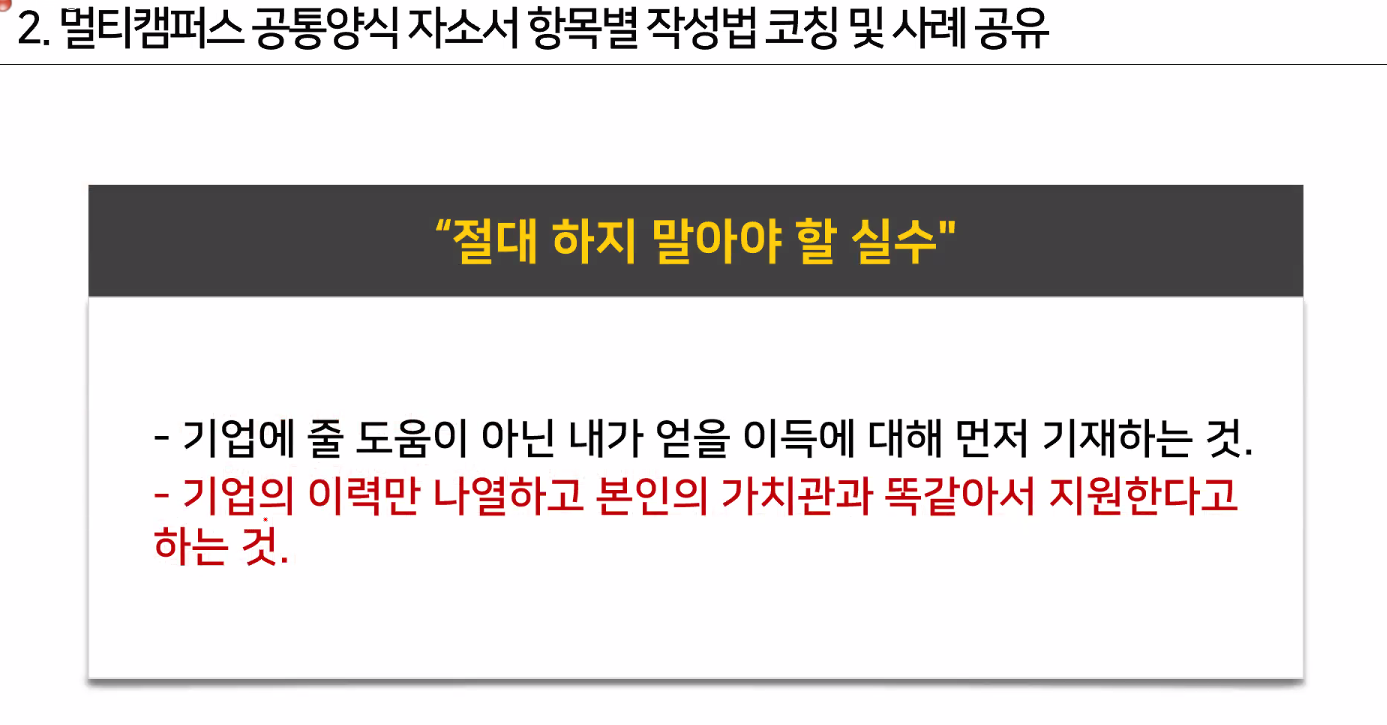 2. 멀티캠퍼스 공통양식 자소서 항목별 작성법 코칭 및 사례 공유
“절대 하지 말아야 할 실수"
- 기업에 줄 도움이 아닌 내가 얻을 이득에 대해 먼저 기재하는 것.
- 기업의 이력만 나열하고 본인의 가치관과 똑같아서 지원한다고
하는 것.